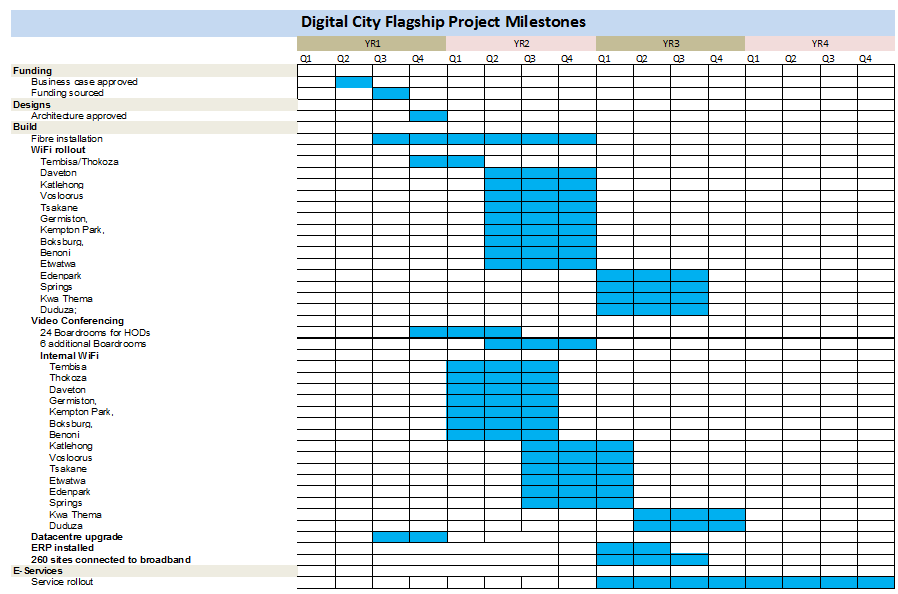 Digital City Flagship Project Milestones
YR1 YR2 YR3 YR4
Q1 Q2 Q3 Q4 Q1 Q2 Q3 Q4 Q1 Q2 Q3 Q4 Q1 Q2 Q3 Q4
Funding
Business case approved
Funding sourced
Designs
Architecture approved
Build
Fibre installation
WiFi rollout
Tembisa/Thokoza
Daveton
Katlehong
Vosloorus
Tsakane
Germiston,
Kempton Park,
Boksburg,
Benoni
Etwatwa
Edenpark
Springs
Kwa Thema
Duduza;
Video Conferencing
24 Boardrooms for HODs
6 additional Boardrooms
Internal WiFi
Tembisa
Thokoza
Daveton
Germiston,
Kempton Park,
Boksburg,
Benoni
Katlehong
Vosloorus
Tsakane
Etwatwa
Edenpark
Springs
Kwa Thema
Duduza
Datacentre upgrade
ERP installed
260 sites connected to broadband
E-Services
Service rollout